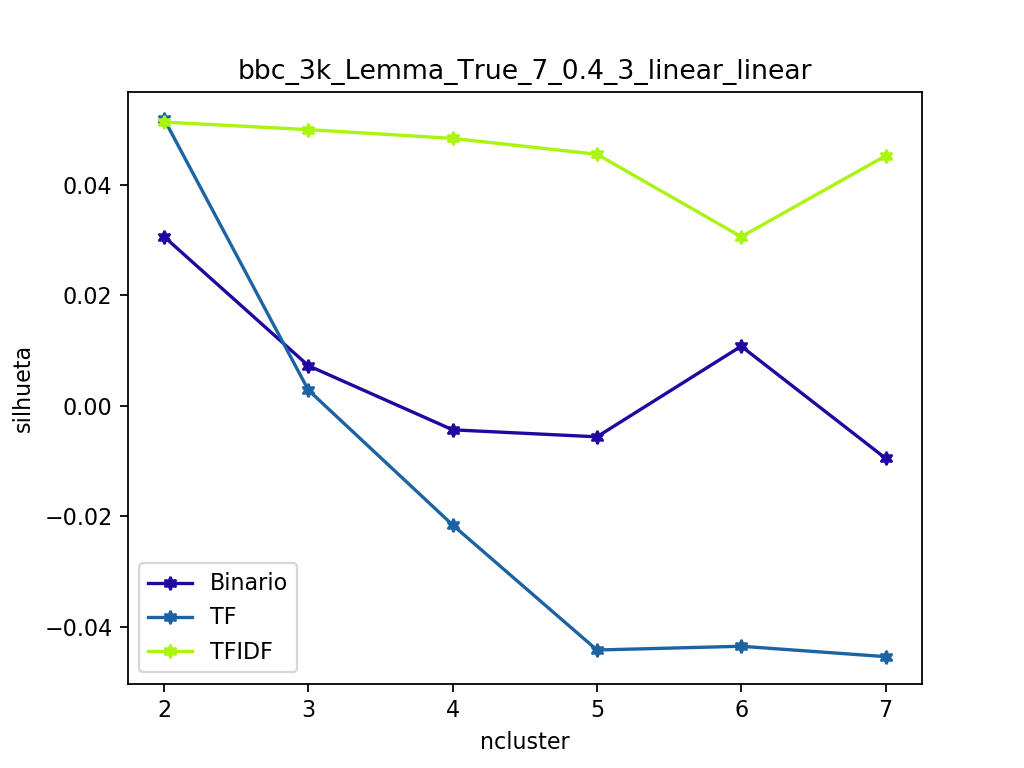 bbc_3k_Lemma_True_7_0.4_3_linear_linear
silhueta
0.04
0.02
0.00
−0.02
−0.04
Binario
TF
TFIDF
2 3 4 5 6 7
ncluster